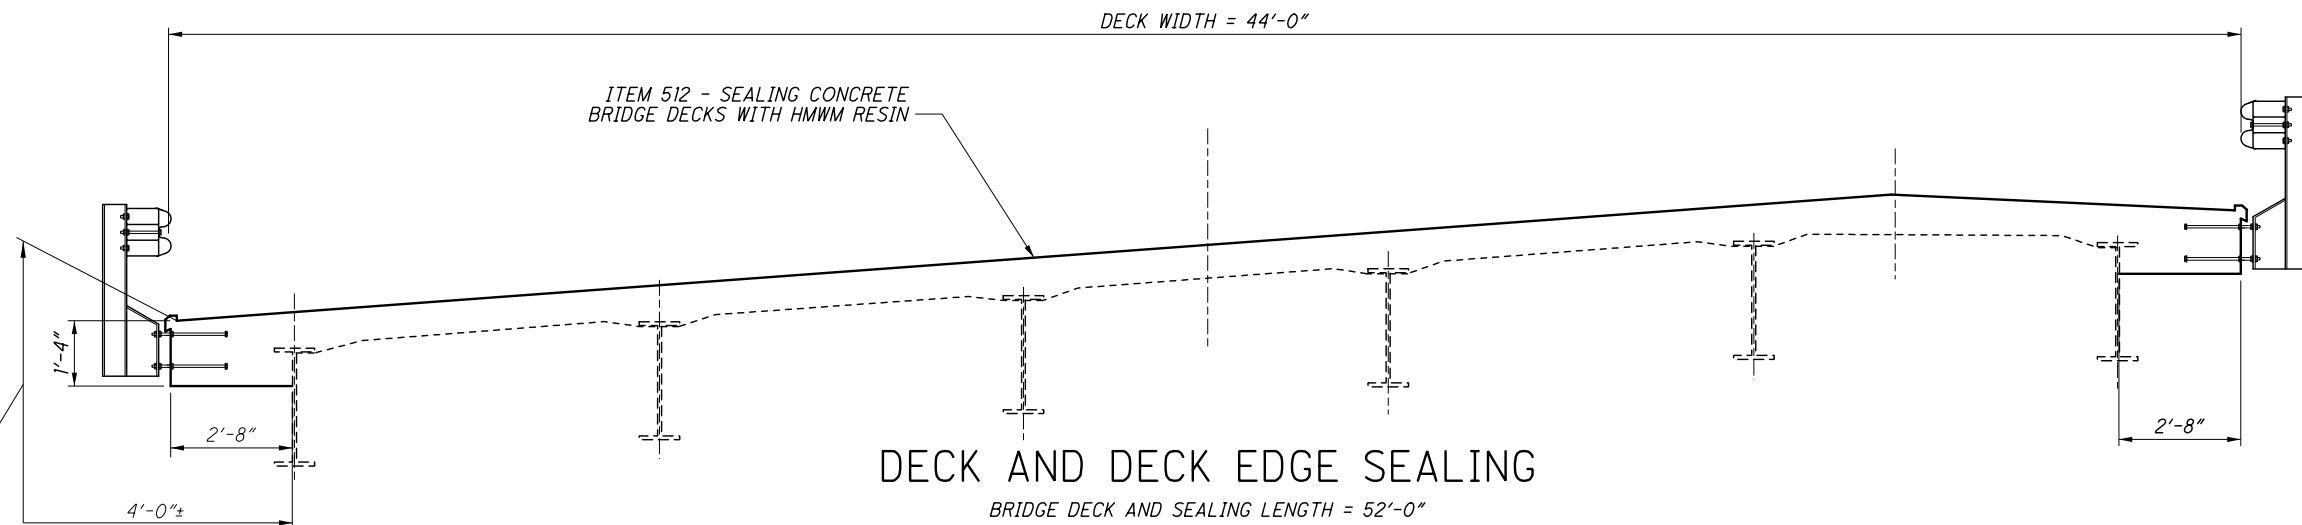 DECK WIDTH = 44'-0"
ITEM 512 - SEALING CONCRETE
BRIDGE DECKS WITH HMWM RESIN
1'-4"
2'-8"
2'-8"
DECK AND DECK EDGE SEALING
4'-0"±
BRIDGE DECK AND SEALING LENGTH = 52'-0"